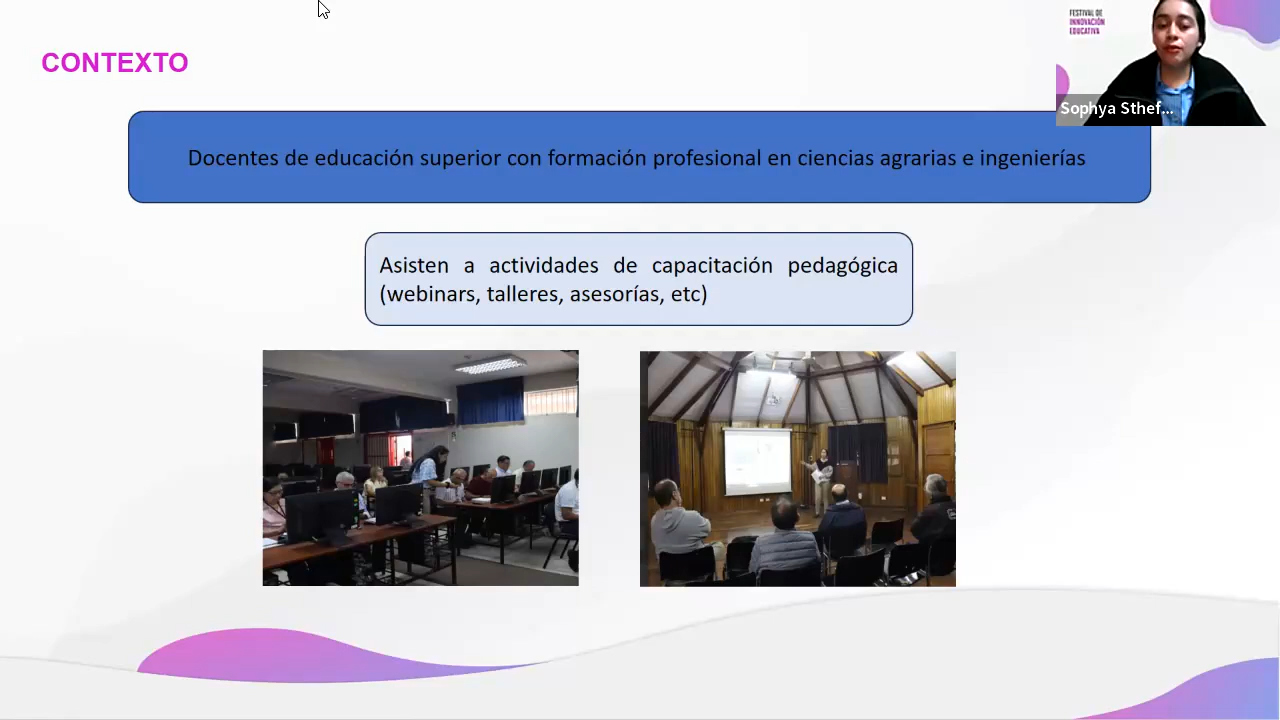 CONTEXTO
FESTIVAL DE
INNOVACIÓN
EDUCATIVA
Sophya Sthef...
Docentes de educación superior con formación profesional en ciencias agrarias e ingenierías
Asisten a actividades de capacitación pedagógica
(webinars, talleres, asesorías, etc)